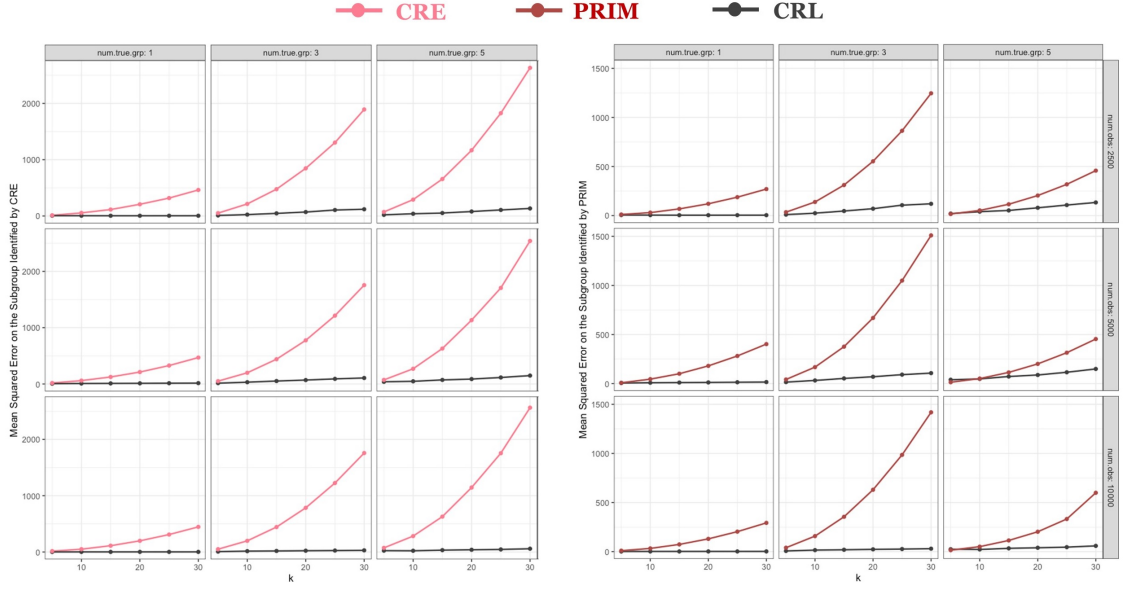 CRE PRIM CRL
num.true.grp: 1 num.true.grp: 3 num.true.grp: 5
Mean Squared Error on the Subgroup Identified by CRE
2000
1000
0
2000
1000
0
2000
1000
0
10 20 30 10 20 30 10 20 30
k
num.true.grp: 1 num.true.grp: 3 num.true.grp: 5
Mean Squared Error on the Subgroup Identified by PRIM
1500
1000
500
0
num.obs: 2500
1500
1000
500
0
num.obs: 5000
1500
1000
500
0
num.obs: 10000
10 20 30 10 20 30 10 20 30
k